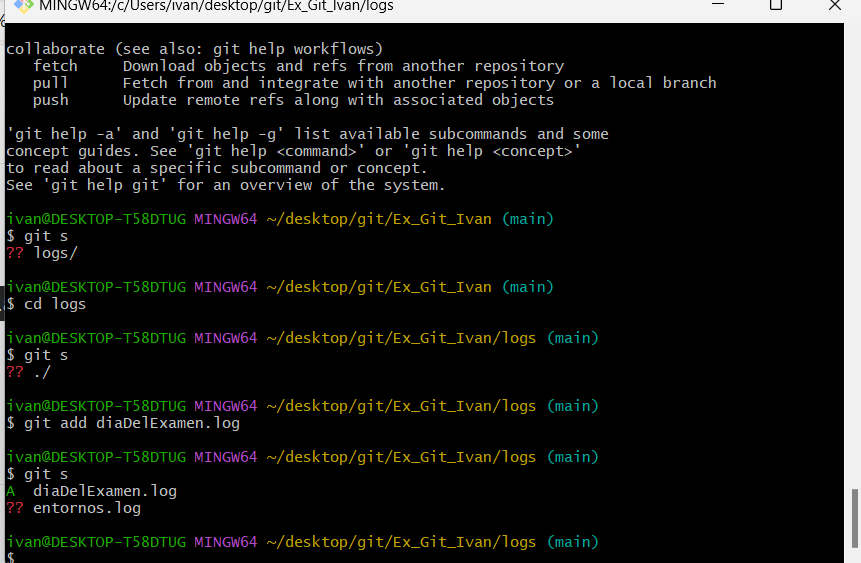 MINGW64:/c/Users/ivan/desktop/git/Ex_Git_Ivan/logs
collaborate (see also: git help workflows)
   fetch     Download objects and refs from another repository
   pull      Fetch from and integrate with another repository or a local branch
   push      Update remote refs along with associated objects
'git help -a' and 'git help -g' list available subcommands and some
concept guides. See 'git help <command>' or 'git help <concept>'
to read about a specific subcommand or concept.
See 'git help git' for an overview of the system.
ivan@DESKTOP-T58DTUG MINGW64 ~/desktop/git/Ex_Git_Ivan (main)
$ git s
?? logs/
ivan@DESKTOP-T58DTUG MINGW64 ~/desktop/git/Ex_Git_Ivan (main)
$ cd logs
ivan@DESKTOP-T58DTUG MINGW64 ~/desktop/git/Ex_Git_Ivan/logs (main)
$ git s
?? ./
ivan@DESKTOP-T58DTUG MINGW64 ~/desktop/git/Ex_Git_Ivan/logs (main)
$ git add diaDelExamen.log
ivan@DESKTOP-T58DTUG MINGW64 ~/desktop/git/Ex_Git_Ivan/logs (main)
$ git s
A  diaDelExamen.log
?? entornos.log
ivan@DESKTOP-T58DTUG MINGW64 ~/desktop/git/Ex_Git_Ivan/logs (main)
$